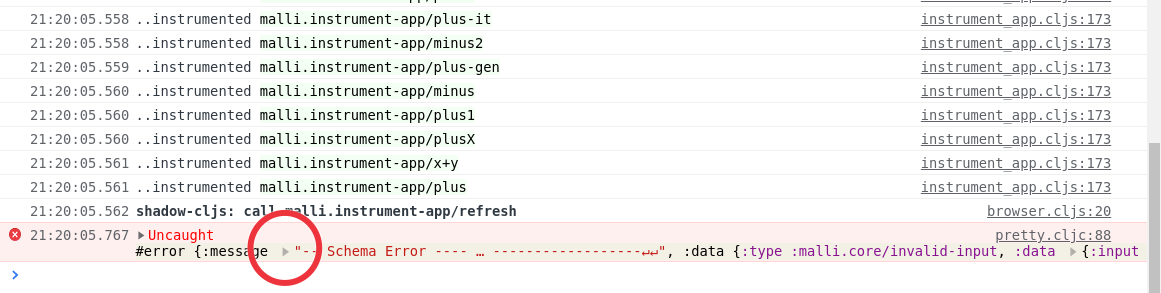 21:20:05.558 ..instrumented malli.instrument-app/plus-it instrument_app.cljs:173
21:20:05.558 ..instrumented malli.instrument-app/minus2 instrument_app.cljs:173
21:20:05.559 ..instrumented malli.instrument-app/plus-gen instrument_app.cljs:173
21:20:05.560 ..instrumented malli.instrument-app/minus instrument_app.cljs:173
21:20:05.560 ..instrumented malli.instrument-app/plus1 instrument_app.cljs:173
21:20:05.560 ..instrumented malli.instrument-app/plusX instrument_app.cljs:173
21:20:05.561 ..instrumented malli.instrument-app/x+y instrument_app.cljs:173
21:20:05.561 ..instrumented malli.instrument-app/plus instrument_app.cljs:173
21:20:05.562 shadow-cljs: call malli.instrument-app/refresh browser.cljs:20
21:20:05.767 ▶Uncaught pretty.cljc:88
#error {:message ▶"-- Schema Error ---- … ------------------↵↵", :data {:type :malli.core/invalid-input, :data ▶{:input